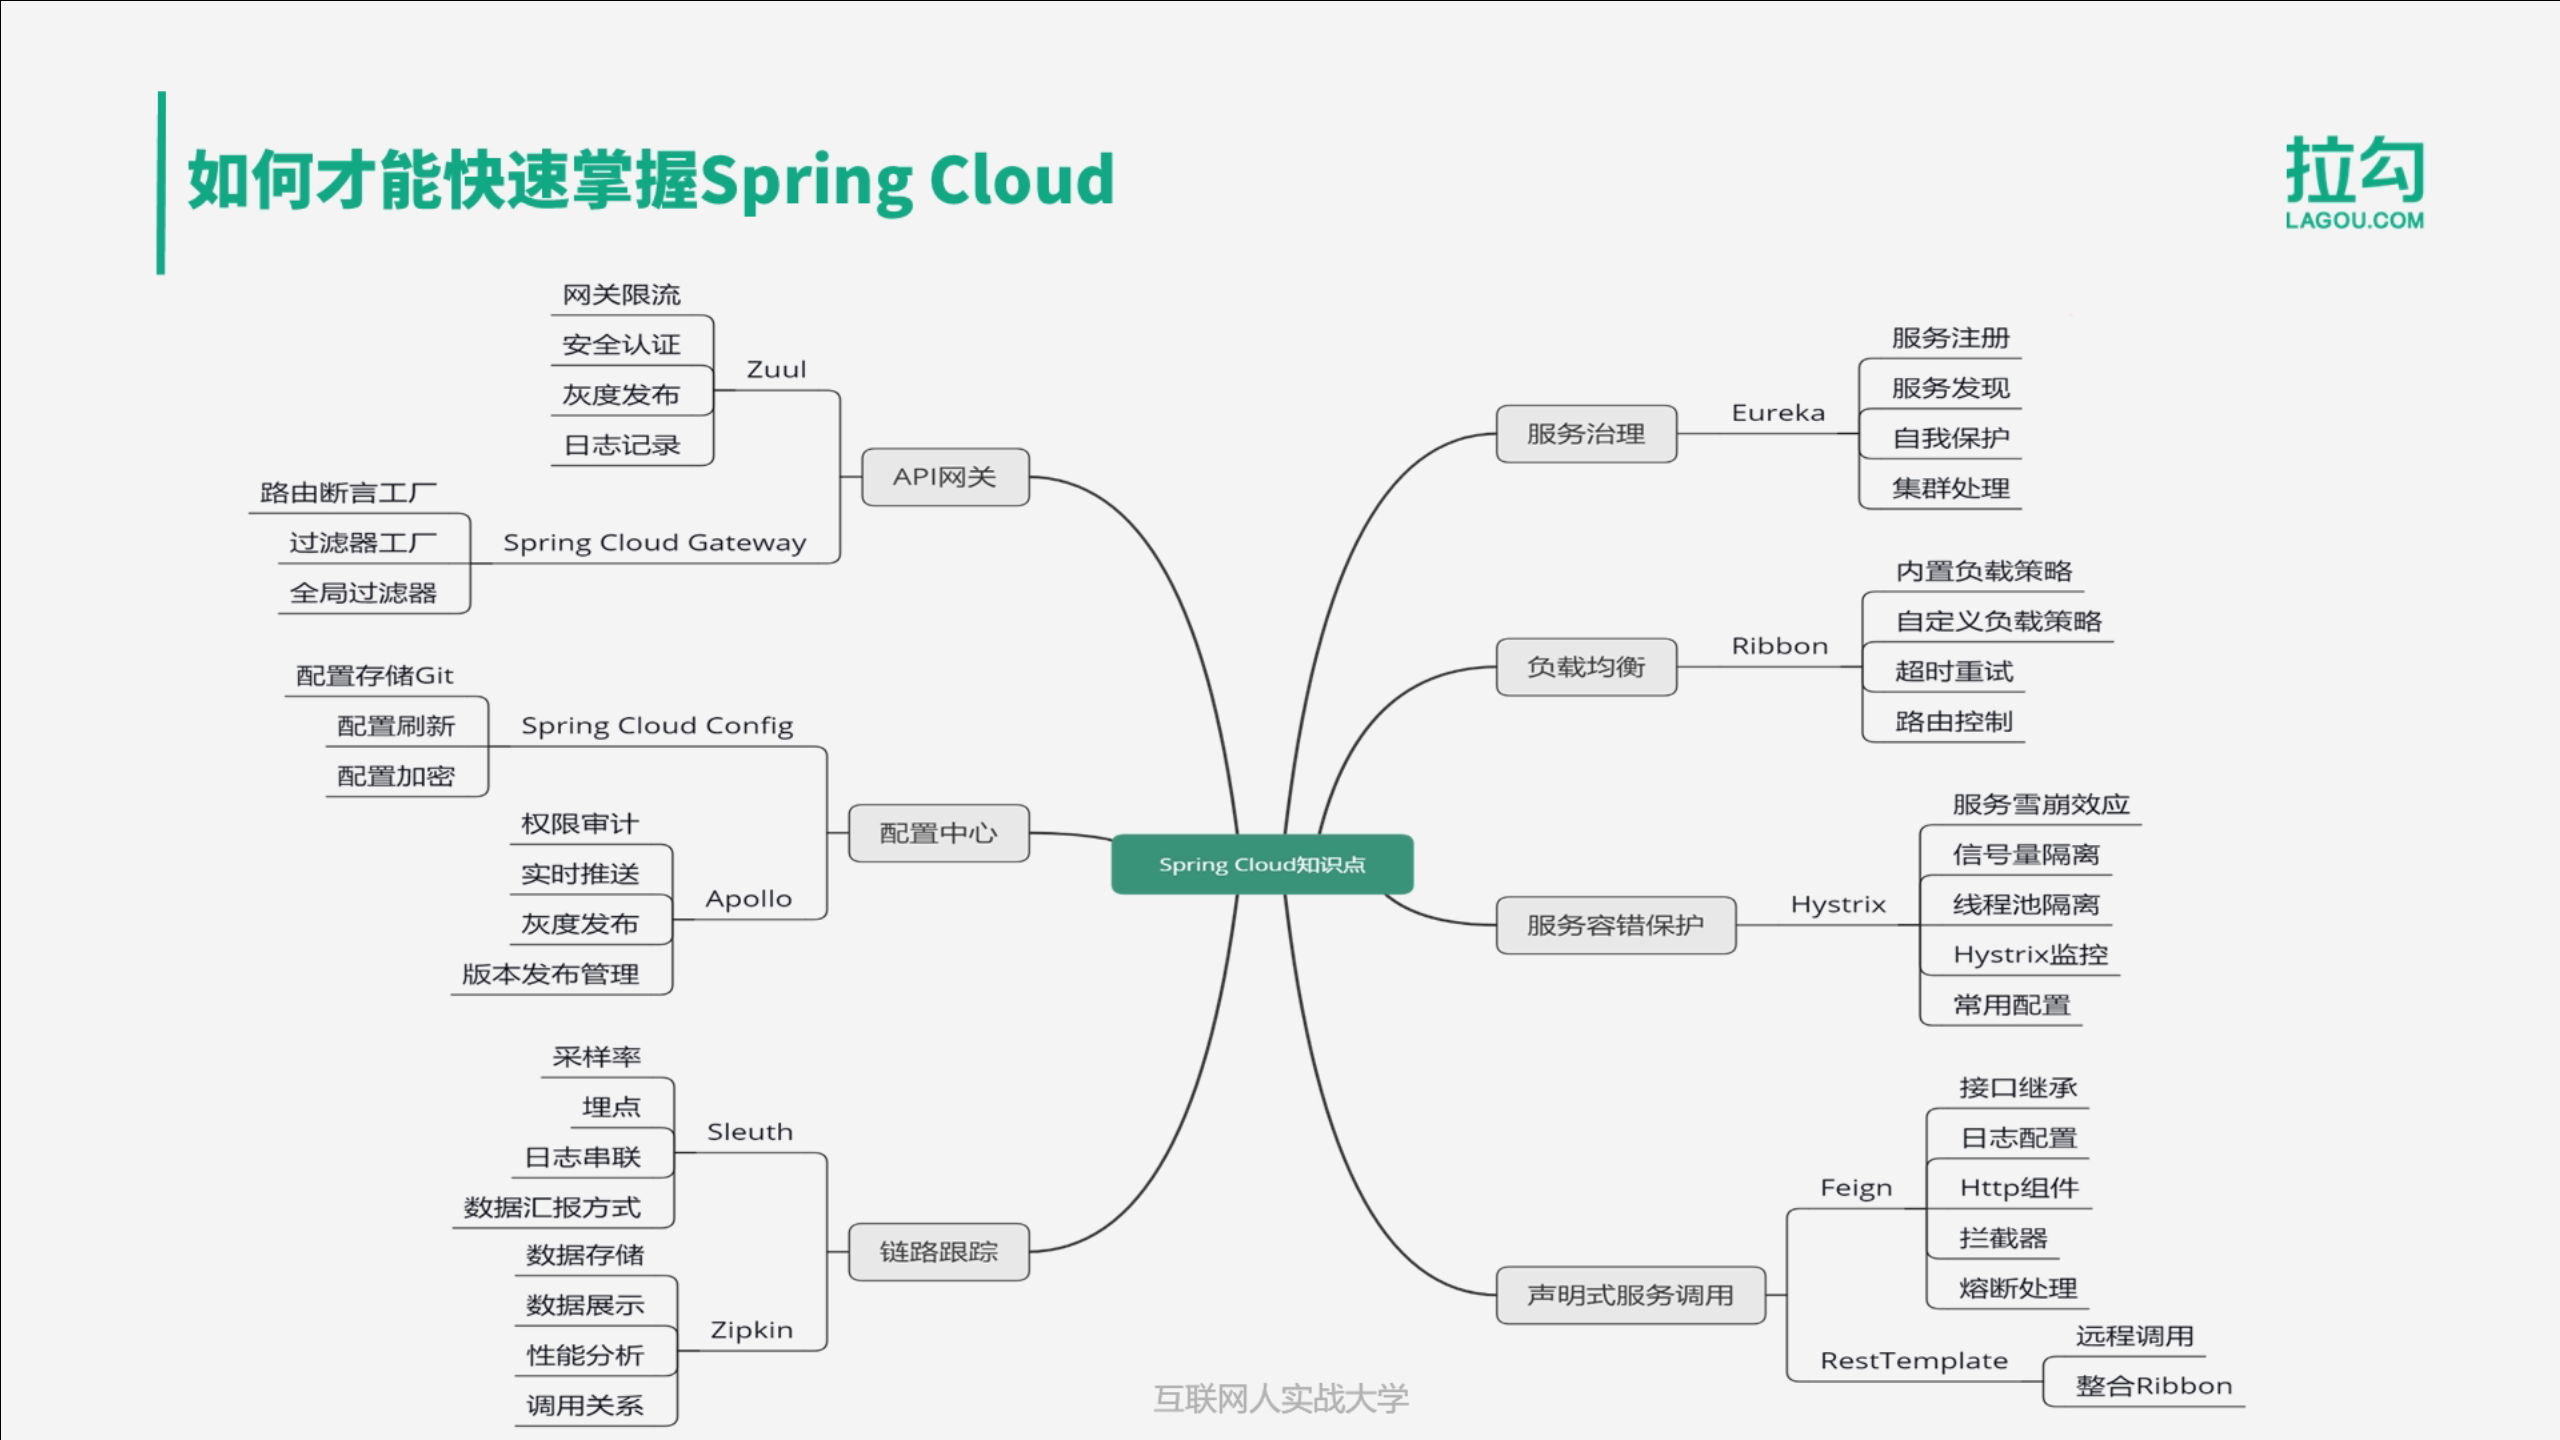 如何才能快速掌握Spring Cloud
拉勾
LAGOU.COM
网关限流
安全认证
灰度发布
日志记录
Zuul
路由断言工厂
过滤器工厂
全局过滤器
Spring Cloud Gateway
API网关
配置存储Git
配置刷新
配置加密
Spring Cloud Config
权限审计
实时推送
灰度发布
版本发布管理
Apollo
配置中心
采样率
埋点
日志串联
数据汇报方式
Sleuth
数据存储
数据展示
性能分析
调用关系
Zipkin
链路跟踪
Spring Cloud知识点
服务治理
Eureka
服务注册
服务发现
自我保护
集群处理
负载均衡
Ribbon
内置负载策略
自定义负载策略
超时重试
路由控制
服务容错保护
Hystrix
服务雪崩效应
信号量隔离
线程池隔离
Hystrix监控
常用配置
声明式服务调用
Feign
接口继承
日志配置
Http组件
拦截器
熔断处理
RestTemplate
远程调用
整合Ribbon
互联网人实战大学